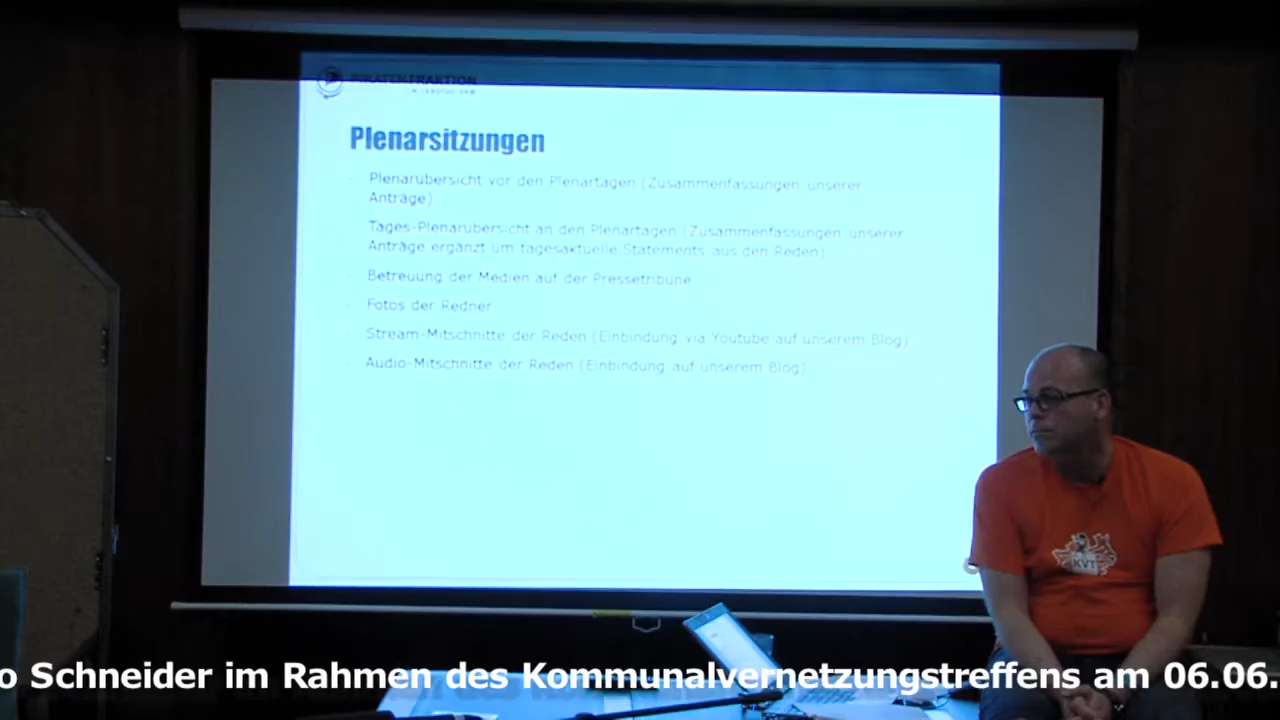 PIRATENFRAKTION
Plenarsitzungen
Plenarübersicht vor den Plenartagen (Zusammenfassungen unserer
Anträge)
Tages-Plenarübersicht an den Plenartagen (Zusammenfassungen unserer
Anträge ergänzt um tagesaktuelle Statements aus den Reden)
Betreuung der Medien auf der Pressetribüne
Fotos der Redner
Stream-Mitschnitte der Reden (Einbindung via Youtube auf unserem Blog)
Audio-Mitschnitte der Reden (Einbindung auf unserem Blog)
KVT
o Schneider im Rahmen des Kommunalvernetzungstreffens am 06.06.